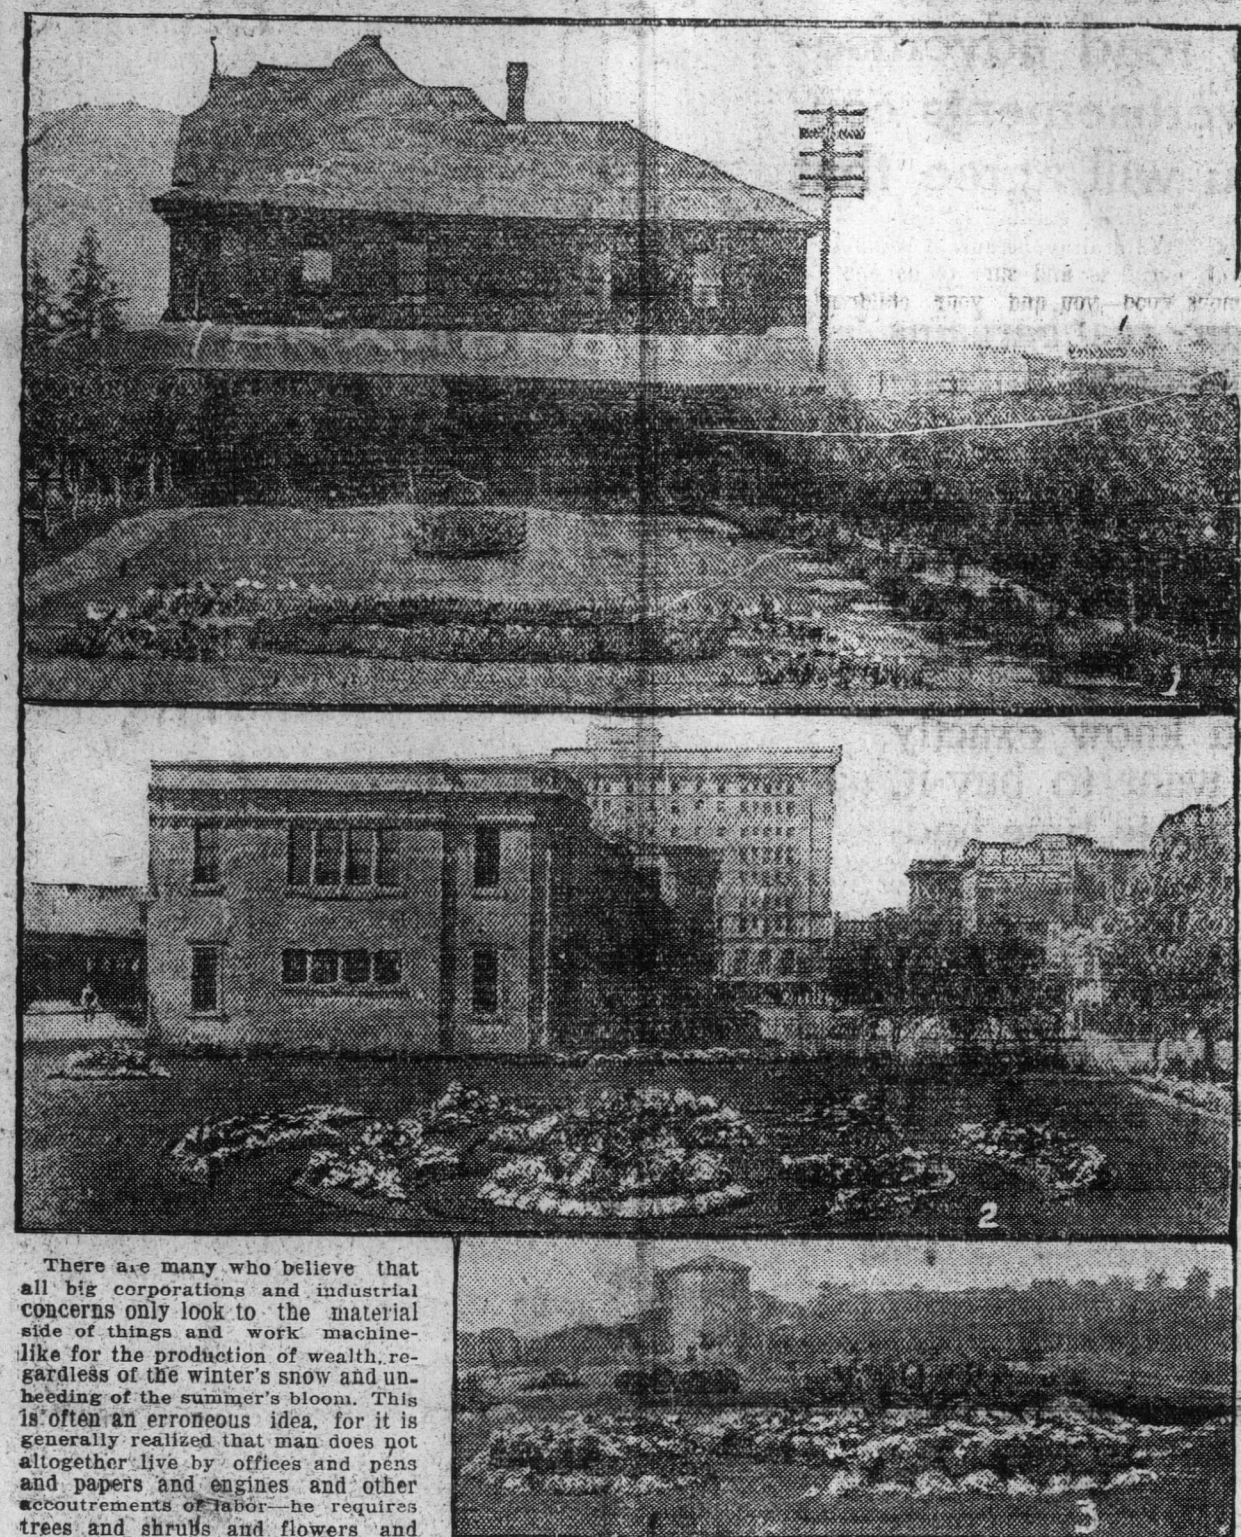 1
2
There are many who believe that
all big corporations and industrial
concerns only look to the material
side of things and work machine-
like for the production of wealth, re-
gardless of the winter's snow and un-
heeding of the summer's bloom. This
is often an erroneous idea, for it is
generally realized that man does not
altogether live by offices and pens
and papers and engines and other
accoutrements of labor—he requires
trees and shrubs and flowers and
3